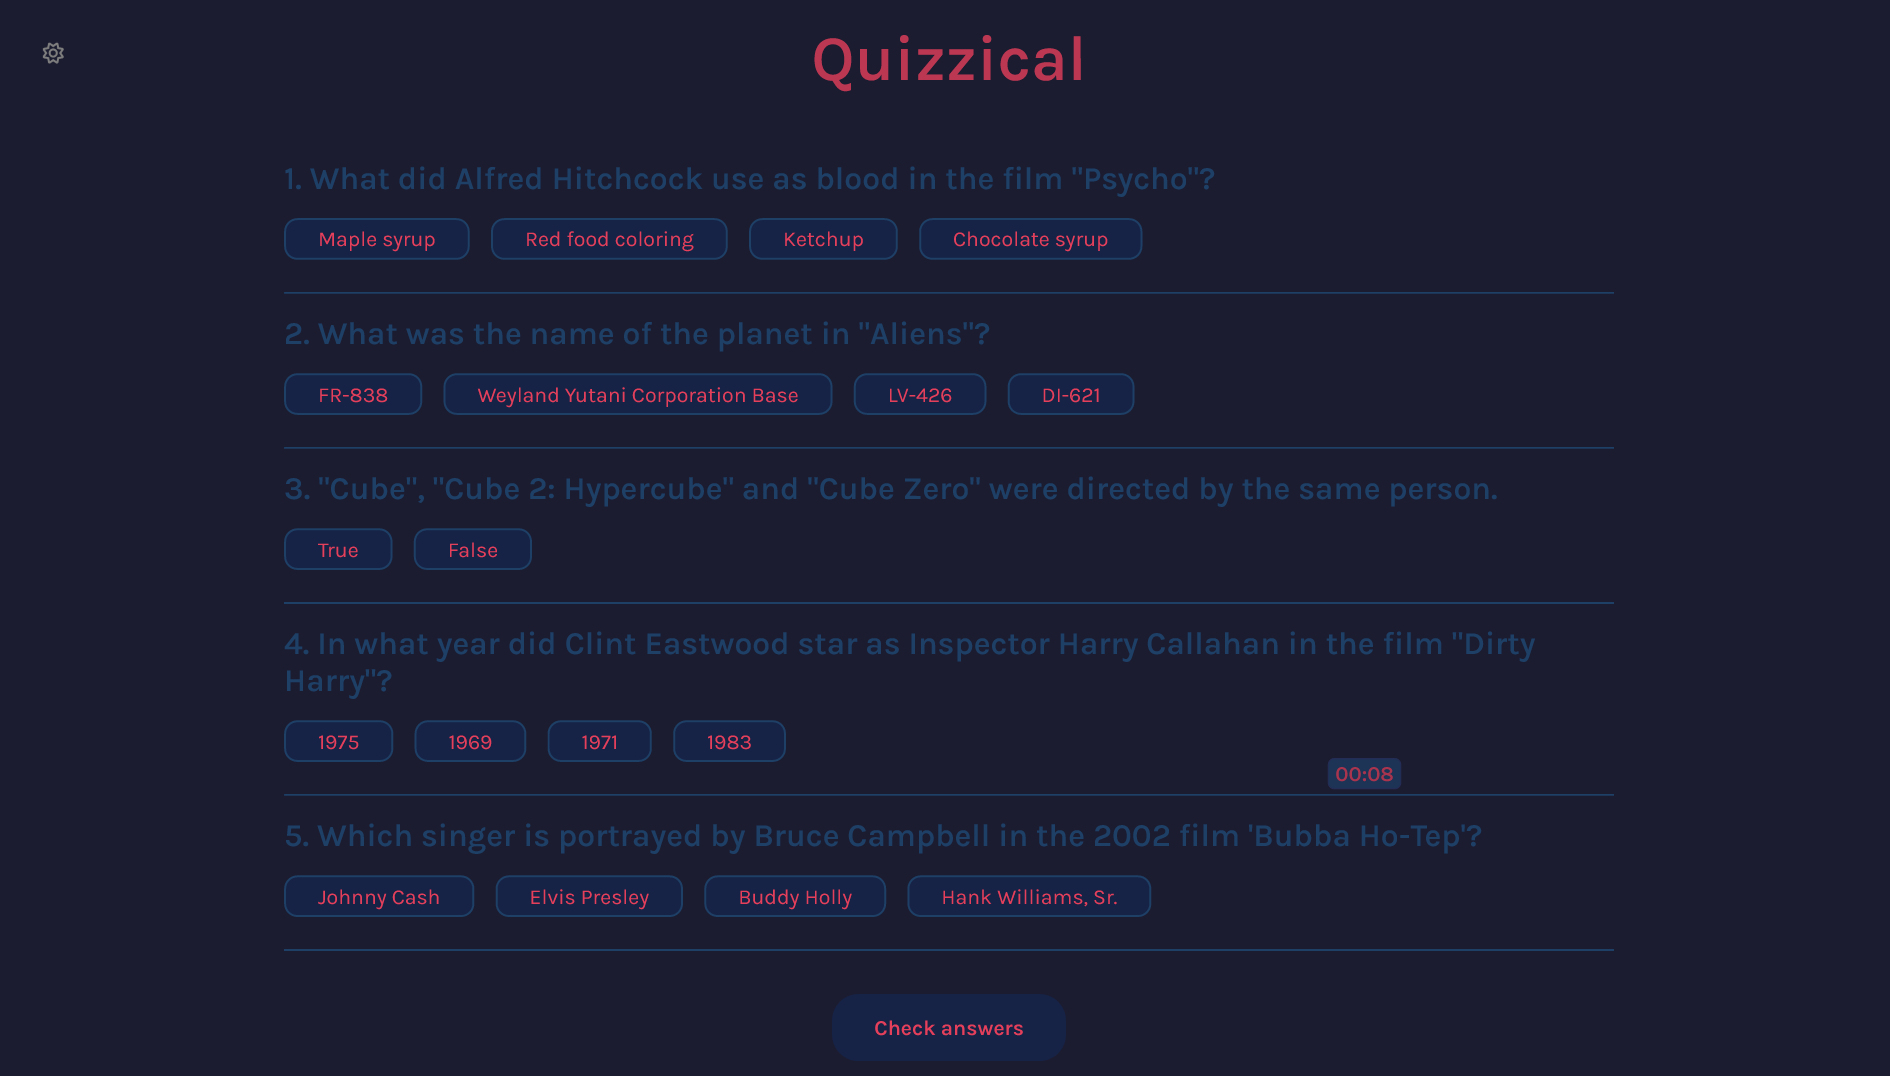 Quizzical
1. What did Alfred Hitchcock use as blood in the film "Psycho"?
Maple syrup Red food coloring Ketchup Chocolate syrup
2. What was the name of the planet in "Aliens"?
FR-838 Weyland Yutani Corporation Base LV-426 DI-621
3. "Cube", "Cube 2: Hypercube" and "Cube Zero" were directed by the same person.
True False
4. In what year did Clint Eastwood star as Inspector Harry Callahan in the film "Dirty
Harry"?
1975 1969 1971 1983
00:08
5. Which singer is portrayed by Bruce Campbell in the 2002 film 'Bubba Ho-Tep'?
Johnny Cash Elvis Presley Buddy Holly Hank Williams, Sr.
Check answers